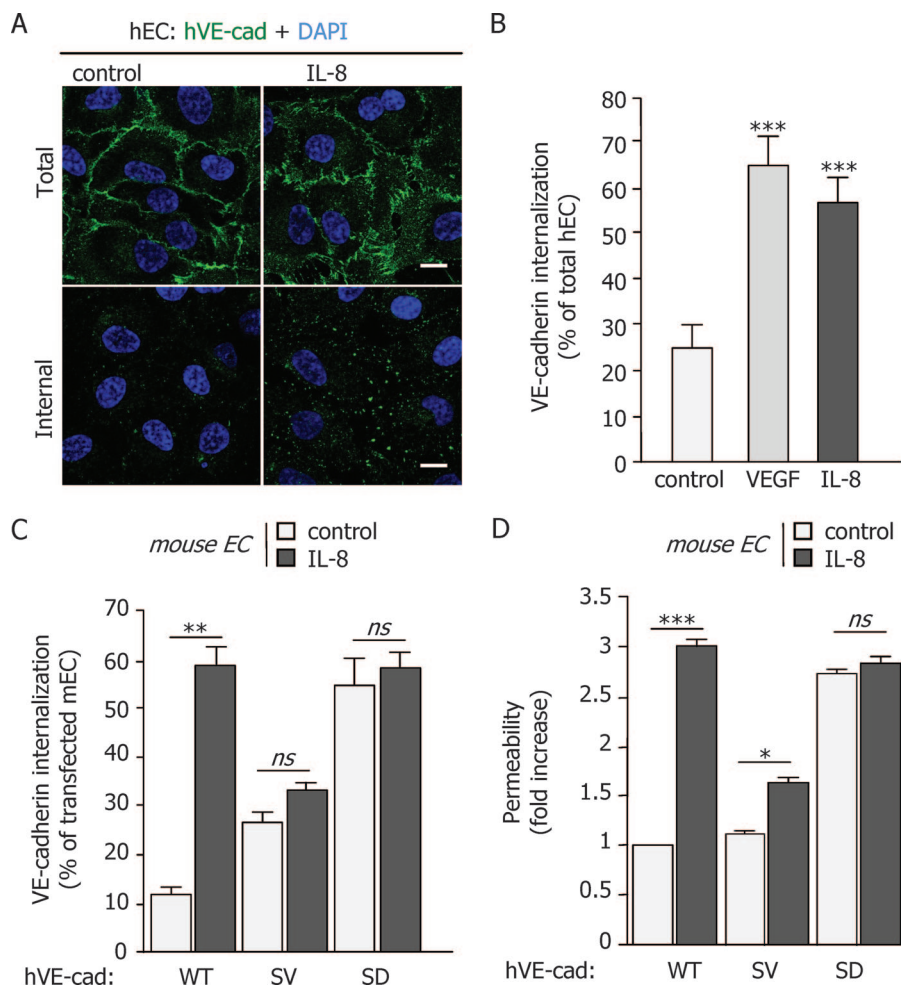 A
hEC: hVE-cad + DAPI
control IL-8
Total
Internal
B
VE-cadherin internalization
(% of total hEC)
80
70
60
50
40
30
20
10
0
***
***
control VEGF IL-8
C
mouse EC
control
IL-8
VE-cadherin internalization
(% of transfected mEC)
70
60
50
40
30
20
10
0
**
ns
ns
hVE-cad: WT SV SD
D
mouse EC
control
IL-8
Permeability
(fold increase)
3.5
3
2.5
2
1.5
1
0.5
0
***
*
ns
hVE-cad: WT SV SD